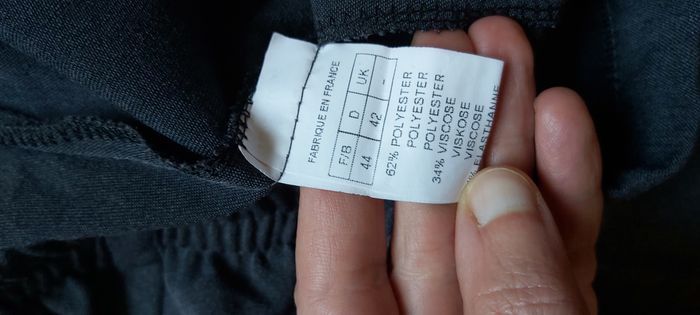 FABRIQUE EN FRANCE
F/B D UK
44 42 -
62% POLYESTER
POLYESTER
POLYESTER
34% VISCOSE
VISKOSE
VISCOSE